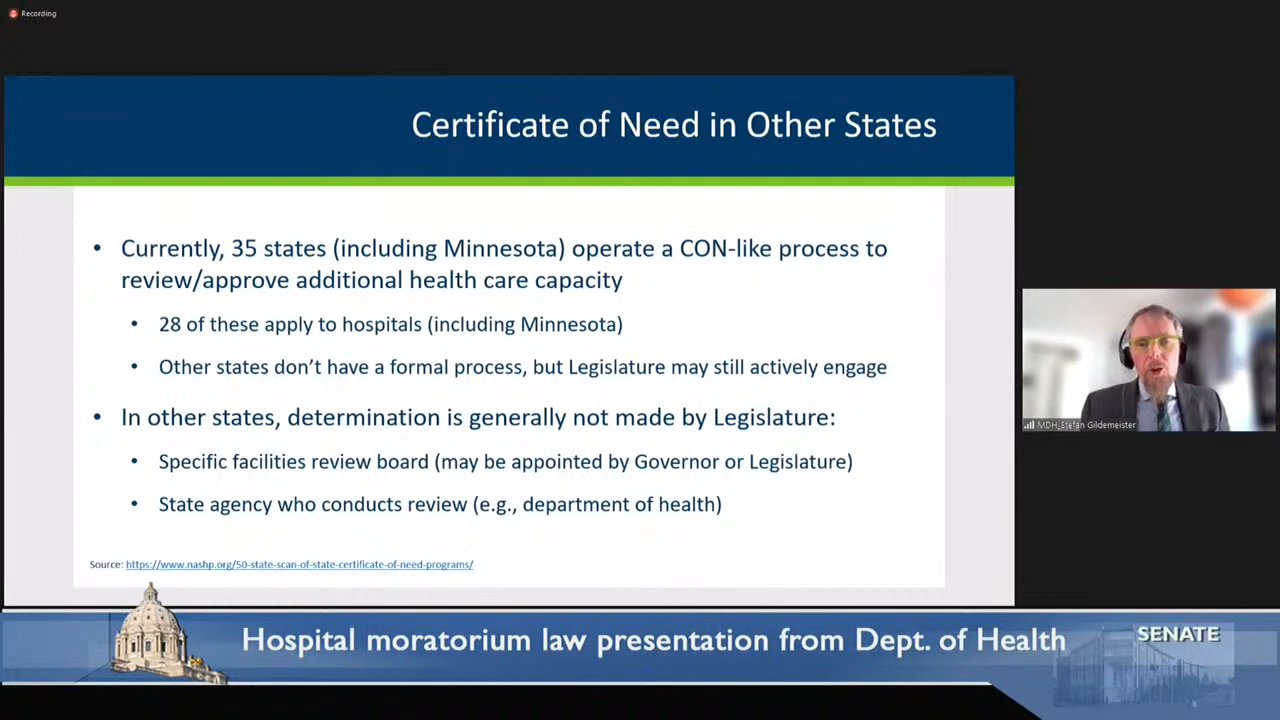 Recording
Certificate of Need in Other States
• Currently, 35 states (including Minnesota) operate a CON-like process to
review/approve additional health care capacity
• 28 of these apply to hospitals (including Minnesota)
• Other states don't have a formal process, but Legislature may still actively engage
• In other states, determination is generally not made by Legislature:
• Specific facilities review board (may be appointed by Governor or Legislature)
• State agency who conducts review (e.g., department of health)
Source: https://www.nashp.org/50-state-scan-of-state-certificate-of-need-programs/
MDH_Stefan Gildemeister
Hospital moratorium law presentation from Dept. of Health
SENATE